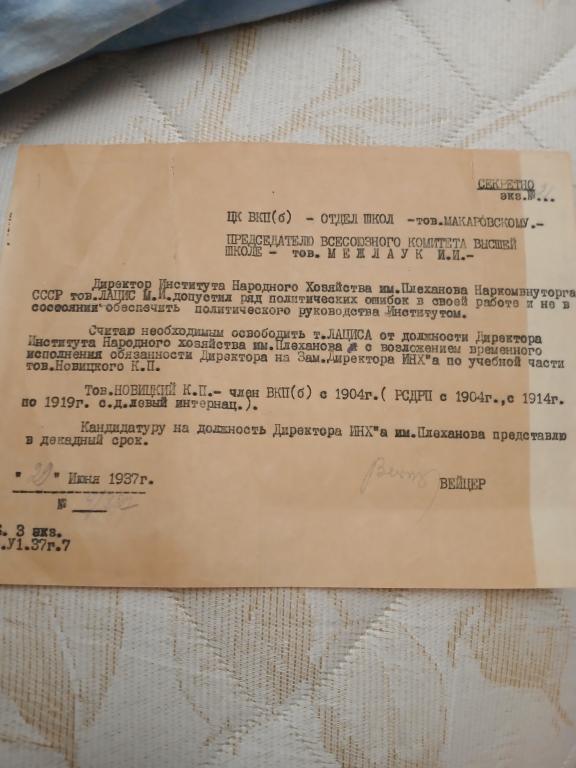 СЕКРЕТНО
экз.№...
ЦК ВКП(б) - ОТДЕЛ ШКОЛ -тов.МАКАРОВСКОМУ.-
ПРЕДСЕДАТЕЛЮ ВСЕСОЮЗНОГО КОМИТЕТА ВЫСШЕЙ
ШКОЛЕ - тов. МЕЖЛАУК И.И.-
Директор Института Народного Хозяйства им.Плеханова Наркомвнуторга
СССР тов.ЛАЦИС М.И.допустил ряд политических ошибок в своей работе и не в
состоянии обеспечить политического руководства Институтом.
Считаю необходимым освободить т.ЛАЦИСА от должности Директора
Института Народного хозяйства им.Плеханова с возложением временного
исполнения обязанности Директора на Зам.Директора ИНХ"а по учебной части
тов.Новицкого К.П.
Тов.НОВИЦКИЙ К.П.- член ВКП(б) с 1904г.( РСДРП с 1904г.,с 1914г.
по 1919г. с.д.левый интернац.).
Кандидатуру на должность Директора ИНХ"а им.Плеханова представлю
в декадный срок.
" " Июня 1937г.
ВЕЙЦЕР
№
3 экз.
У1.37г.7